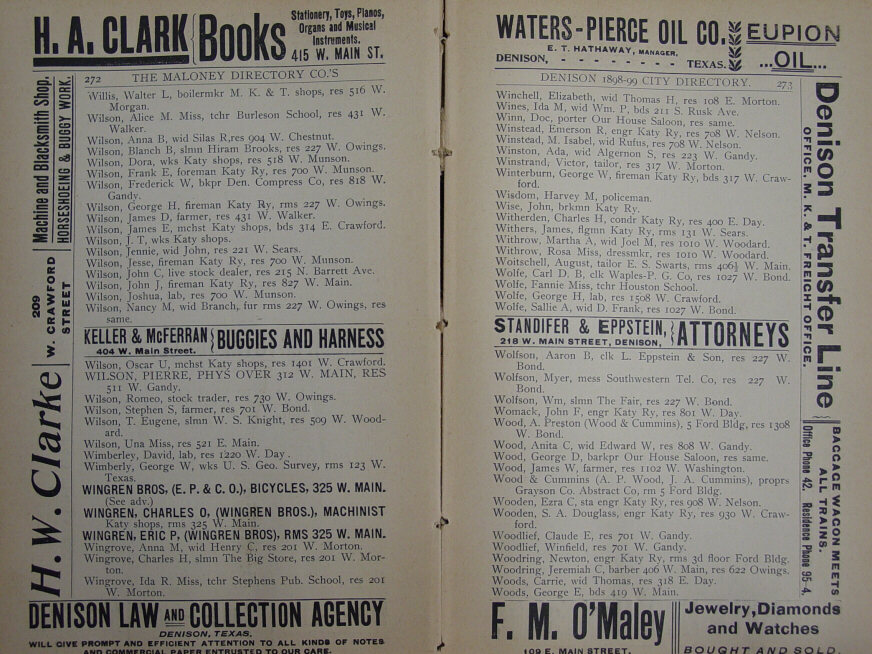 H. A. CLARK
Books
Stationery, Toys, Pianos,
Organs and Musical
Instruments.
415 W. MAIN ST.
272 THE MALONEY DIRECTORY CO.'S
Machine and Blacksmith Shop.
HORSESHOEING & BUGGY WORK.
209
W. CRAWFORD
STREET
H. W. Clarke
Willis, Walter L, boilermkr M. K. & T. shops, res 516 W.
Morgan.
Wilson, Alice M. Miss, tchr Burleson School, res 431 W.
Walker.
Wilson, Anna B, wid Silas R,res 904 W. Chestnut.
Wilson, Blanch B, slmn Hiram Brooks, res 227 W. Owings.
Wilson, Dora, wks Katy shops, res 518 W. Munson.
Wilson, Frank E, foreman Katy Ry, res 700 W. Munson.
Wilson, Frederick W, bkpr Den. Compress Co, res 818 W.
Gandy.
Wilson, George H, fireman Katy Ry, rms 227 W. Owings.
Wilson, James D, farmer, res 431 W. Walker.
Wilson, James E, mchst Katy shops, bds 314 E. Crawford.
Wilson, J. T, wks Katy shops.
Wilson, Jennie, wid John, res 221 W. Sears.
Wilson, Jesse, fireman Katy Ry, res 700 W. Munson.
Wilson, John C, live stock dealer, res 215 N. Barrett Ave.
Wilson, John J, fireman Katy Ry, res 827 W. Main.
Wilson, Joshua, lab, res 700 W. Munson.
Wilson, Nancy M, wid Branch, fur rms 227 W. Owings, res
same.
KELLER & McFERRAN
404 W. Main Street.
BUGGIES AND HARNESS
Wilson, Oscar U, mchst Katy shops, res 1401 W. Crawford.
WILSON, PIERRE, PHYS OVER 312 W. MAIN, RES
511 W. Gandy.
Wilson, Romeo, stock trader, res 730 W. Owings.
Wilson, Stephen S, farmer, res 701 W. Bond.
Wilson, T. Eugene, slmn W. S. Knight, res 509 W. Wood-
ard.
Wilson, Una Miss, res 521 E. Main.
Wimberley, David, lab, res 1220 W. Day.
Wimberly, George W, wks U. S. Geo. Survey, rms 123 W.
Texas.
WINGREN BROS, (E. P. & C. O.), BICYCLES, 325 W. MAIN.
(See adv.)
WINGREN, CHARLES O, (WINGREN BROS.), MACHINIST
Katy shops, rms 325 W. Main.
WINGREN, ERIC P, (WINGREN BROS), RMS 325 W. MAIN.
Wingrove, Anna M, wid Henry C, res 201 W. Morton.
Wingrove, Charles H, slmn The Big Store, res 201 W. Mor-
ton.
Wingrove, Ida R. Miss, tchr Stephens Pub. School, res 201
W. Morton.
DENISON LAW AND COLLECTION AGENCY
DENISON, TEXAS,
WILL GIVE PROMPT AND EFFICIENT ATTENTION TO ALL KINDS OF NOTES
AND COMMERCIAL PAPER ENTRUSTED TO OUR CARE.
WATERS-PIERCE OIL CO.
E. T. HATHAWAY, MANAGER,
DENISON, - - - - - - - - TEXAS.
EUPION
...OIL...
DENISON 1898-99 CITY DIRECTORY. 273
Winchell, Elizabeth, wid Thomas H, res 108 E. Morton.
Wines, Ida M, wid Wm. P, bds 211 S. Rusk Ave.
Winn, Doc, porter Our House Saloon, res same.
Winstead, Emerson R, engr Katy Ry, res 708 W. Nelson.
Winstead, M. Isabel, wid Rufus, res 708 W. Nelson.
Winston, Ada, wid Algernon S, res 223 W. Gandy.
Winstrand, Victor, tailor, res 317 W. Morton.
Winterburn, George W, fireman Katy Ry, bds 317 W. Craw-
ford.
Wisdom, Harvey M, policeman.
Wise, John, brkmn Katy Ry.
Witherden, Charles H, condr Katy Ry, res 400 E. Day.
Withers, James, flgmn Katy Ry, rms 131 W. Sears.
Withrow, Martha A, wid Joel M, res 1010 W. Woodard.
Withrow, Rosa Miss, dressmkr, res 1010 W. Woodard.
Woitschell, August, tailor E. S. Swarts, rms 406½ W. Main.
Wolfe, Carl D. B, clk Waples-P. G. Co, res 1027 W. Bond.
Wolfe, Fannie Miss, tchr Houston School.
Wolfe, George H, lab, res 1508 W. Crawford.
Wolfe, Sallie A, wid D. Frank, res 1027 W. Bond.
STANDIFER & EPPSTEIN,
218 W. MAIN STREET, DENISON,
ATTORNEYS
Wolfson, Aaron B, clk L. Eppstein & Son, res 227 W.
Bond.
Wolfson, Myer, mess Southwestern Tel. Co, res 227 W.
Bond.
Wolfson, Wm, slmn The Fair, res 227 W. Bond.
Womack, John F, engr Katy Ry, res 801 W. Day.
Wood, A. Preston (Wood & Cummins), 5 Ford Bldg, res 1308
W. Bond.
Wood, Anita C, wid Edward W, res 808 W. Gandy.
Wood, George D, barkpr Our House Saloon, res same.
Wood, James W, farmer, res 1102 W. Washington.
Wood & Cummins (A. P. Wood, J. A. Cummins), proprs
Grayson Co. Abstract Co, rm 5 Ford Bldg.
Wooden, Ezra C, sta engr Katy Ry, res 908 W. Nelson.
Wooden, S. A. Douglass, engr Katy Ry, res 930 W. Craw-
ford.
Woodlief, Claude E, res 701 W. Gandy.
Woodlief, Winfield, res 701 W. Gandy.
Woodring, Newton, engr Katy Ry, rms 3d floor Ford Bldg.
Woodring, Jeremiah C, barber 406 W. Main, res 622 Owings.
Woods, Carrie, wid Thomas, res 318 E. Day.
Woods, George E, bds 419 W. Main.
Denison Transfer Line
OFFICE, M. K. & T. FREIGHT OFFICE.
BAGGAGE WAGON MEETS
ALL TRAINS.
Office Phone 42. Residence Phone 95-4.
F. M. O'Maley
109 E. MAIN STREET.
Jewelry, Diamonds
and Watches
BOUGHT AND SOLD.